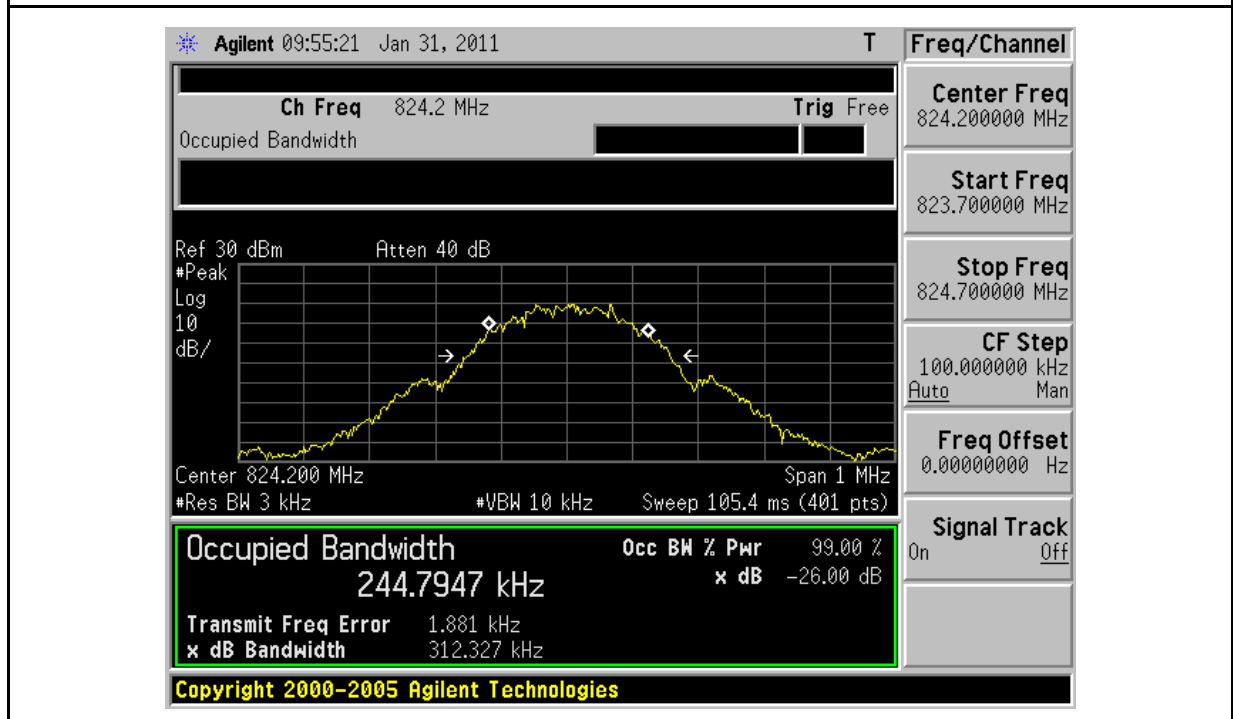 Agilent 09:55:21 Jan 31, 2011 T
Freq/Channel
Ch Freq 824.2 MHz Trig Free
Occupied Bandwidth
Center Freq
824.200000 MHz
Start Freq
823.700000 MHz
Stop Freq
824.700000 MHz
CF Step
100.000000 kHz
Auto Man
Freq Offset
0.00000000 Hz
Signal Track
On Off
Ref 30 dBm Atten 40 dB
#Peak
Log
10
dB/
Center 824.200 MHz Span 1 MHz
#Res BW 3 kHz #VBW 10 kHz Sweep 105.4 ms (401 pts)
Occupied Bandwidth
244.7947 kHz
Occ BW % Pwr 99.00 %
x dB -26.00 dB
Transmit Freq Error 1.881 kHz
x dB Bandwidth 312.327 kHz
Copyright 2000-2005 Agilent Technologies